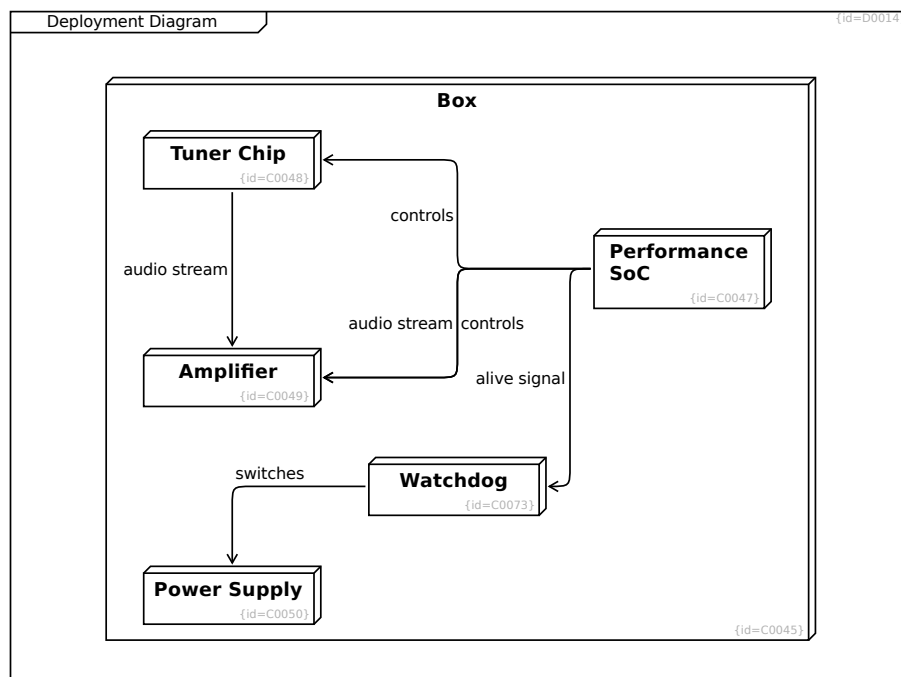 Deployment Diagram
{id=D0014
Box
Tuner Chip
{id=C0048}
controls
Performance
SoC
{id=C0047}
audio stream
audio stream
controls
Amplifier
{id=C0049}
alive signal
switches
Watchdog
{id=C0073}
Power Supply
{id=C0050}
{id=C0045}